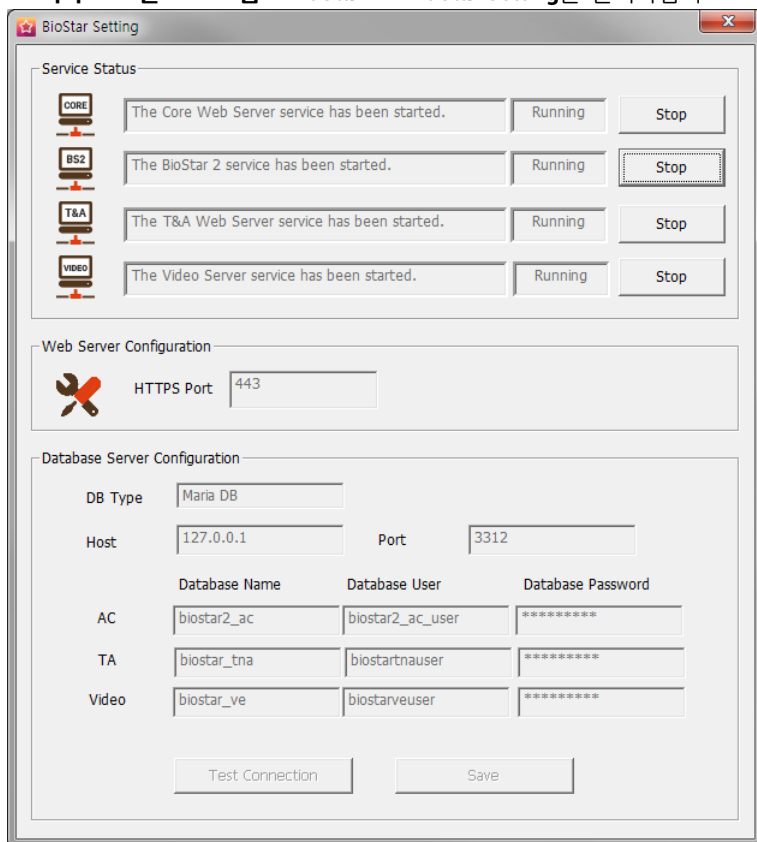 BioStar Setting
Service Status
CORE
The Core Web Server service has been started. Running Stop
BS2
The BioStar 2 service has been started. Running Stop
T&A
The T&A Web Server service has been started. Running Stop
VIDEO
The Video Server service has been started. Running Stop
Web Server Configuration
HTTPS Port 443
Database Server Configuration
DB Type Maria DB
Host 127.0.0.1 Port 3312
Database Name Database User Database Password
AC biostar2_ac biostar2_ac_user *********
TA biostar_tna biostartnauser *********
Video biostar_ve biostarveuser *********
Test Connection Save